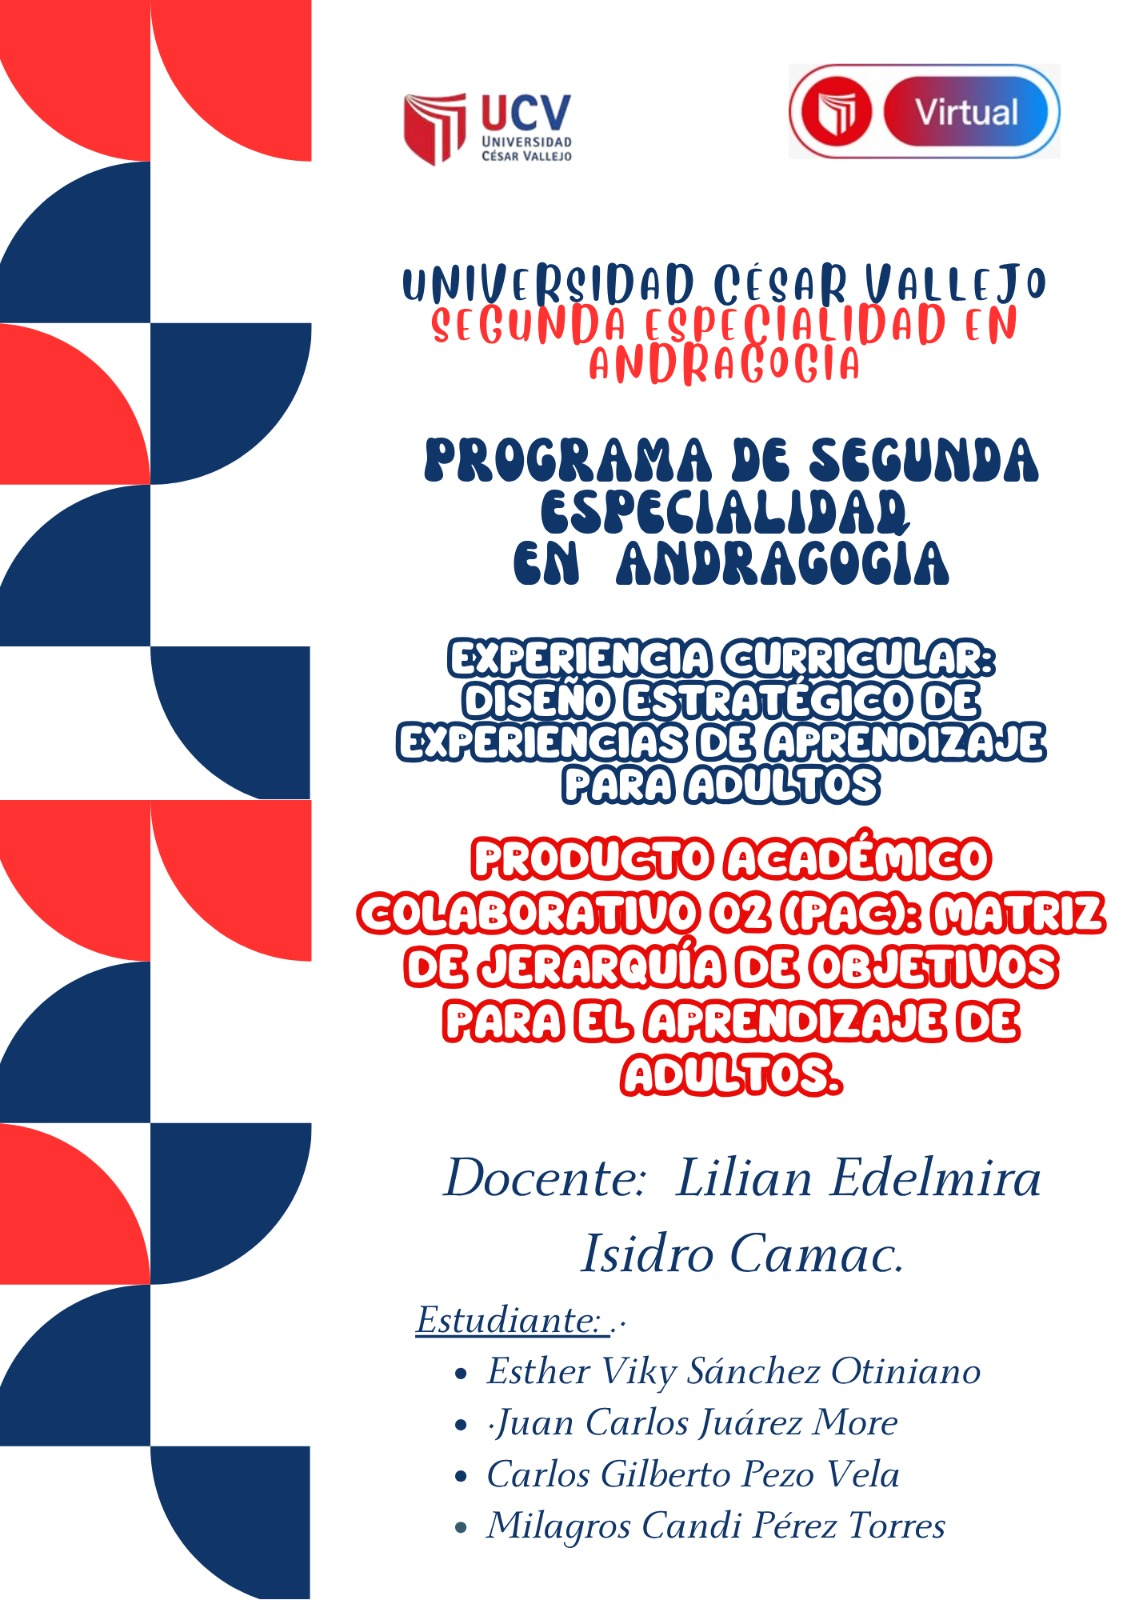 UCV
UNIVERSIDAD
CÉSAR VALLEJO
Virtual
UNIVERSIDAD CÉSAR VALLEJO
SEGUNDA ESPECIALIDAD EN
ANDRAGOGIA
PROGRAMA DE SEGUNDA
ESPECIALIDAD
EN ANDRAGOGÍA
EXPERIENCIA CURRICULAR:
DISEÑO ESTRATÉGICO DE
EXPERIENCIAS DE APRENDIZAJE
PARA ADULTOS
PRODUCTO ACADÉMICO
COLABORATIVO 02 (PAC): MATRIZ
DE JERARQUÍA DE OBJETIVOS
PARA EL APRENDIZAJE DE
ADULTOS.
Docente: Lilian Edelmira
Isidro Camac.
Estudiante: .·
• Esther Viky Sánchez Otiniano
• ·Juan Carlos Juárez More
• Carlos Gilberto Pezo Vela
• Milagros Candi Pérez Torres